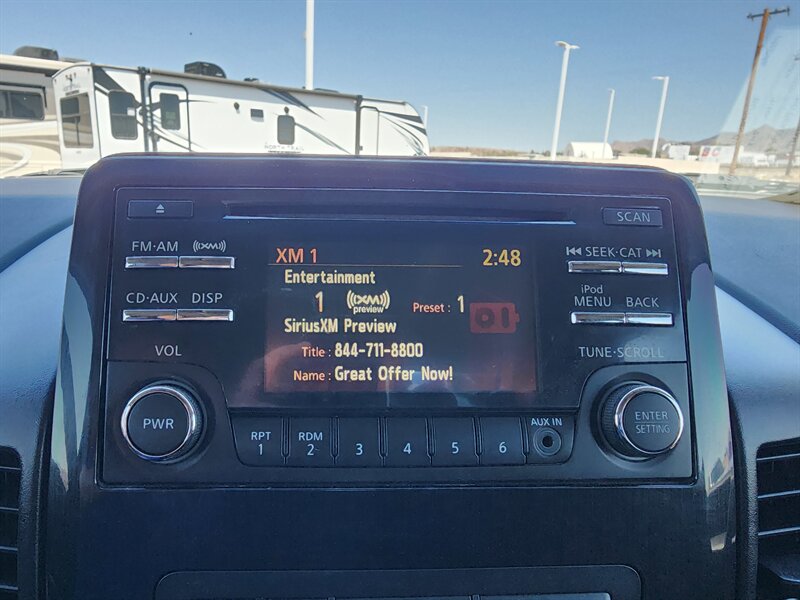 NORTH TRAIL
SCAN
FM·AM
((XM))
XM 1
2:48
SEEK·CAT
Entertainment
CD·AUX
DISP
1
((XM))
preview
Preset : 1
iPod
MENU
BACK
SiriusXM Preview
VOL
Title : 844-711-8800
TUNE·SCROLL
Name : Great Offer Now!
PWR
ENTER
SETTING
RPT
1
RDM
2
3
4
5
6
AUX IN